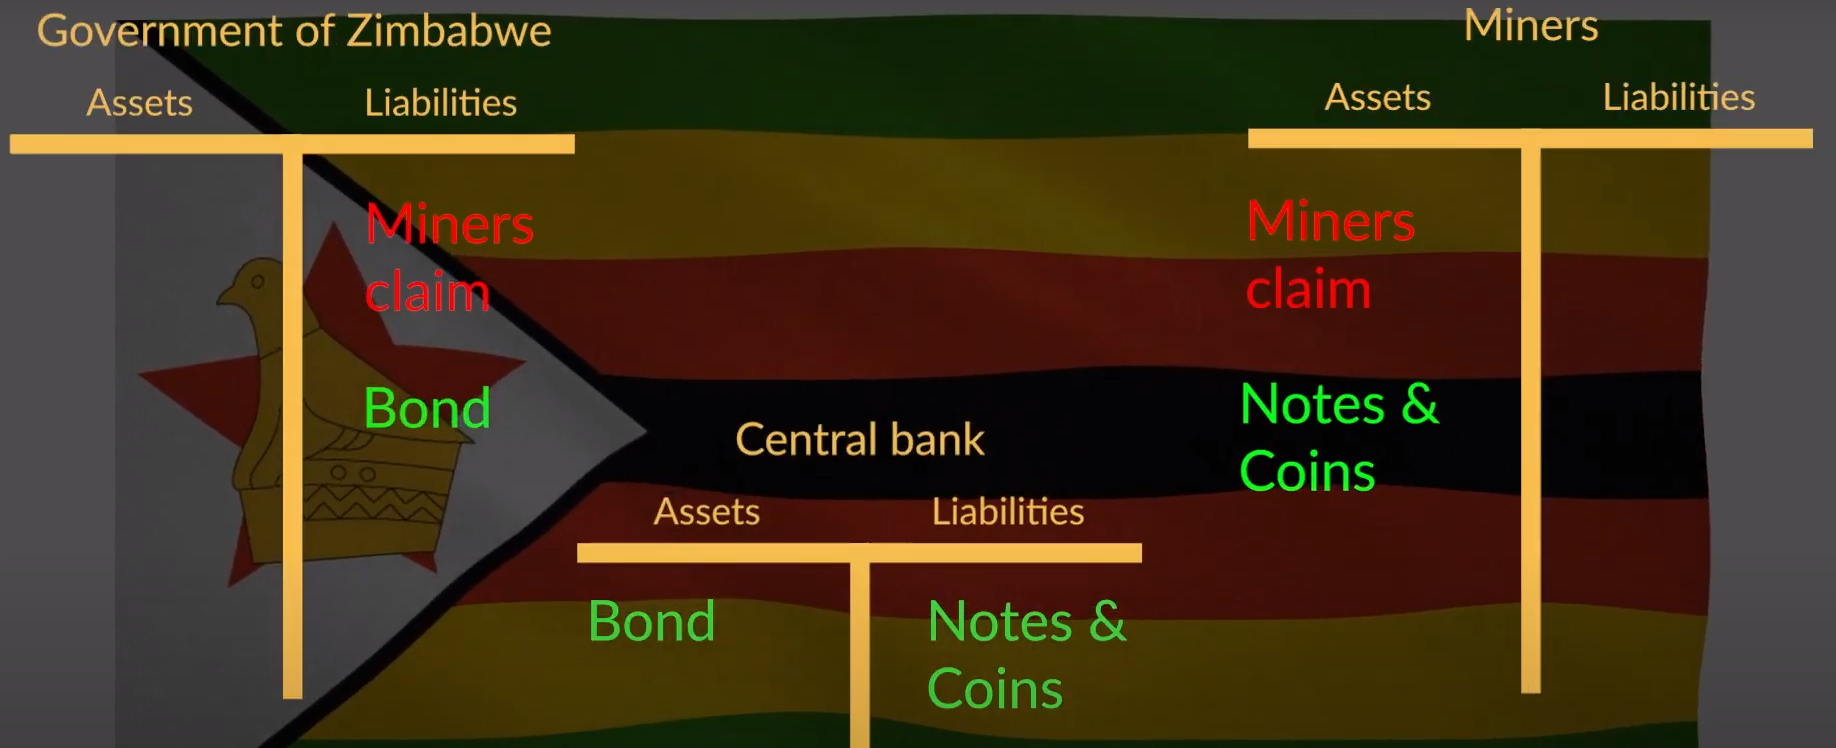 Government of Zimbabwe
Assets
Liabilities
Miners
claim
Bond
Miners
Assets
Liabilities
Miners
claim
Notes &
Coins
Central bank
Assets
Liabilities
Bond
Notes &
Coins